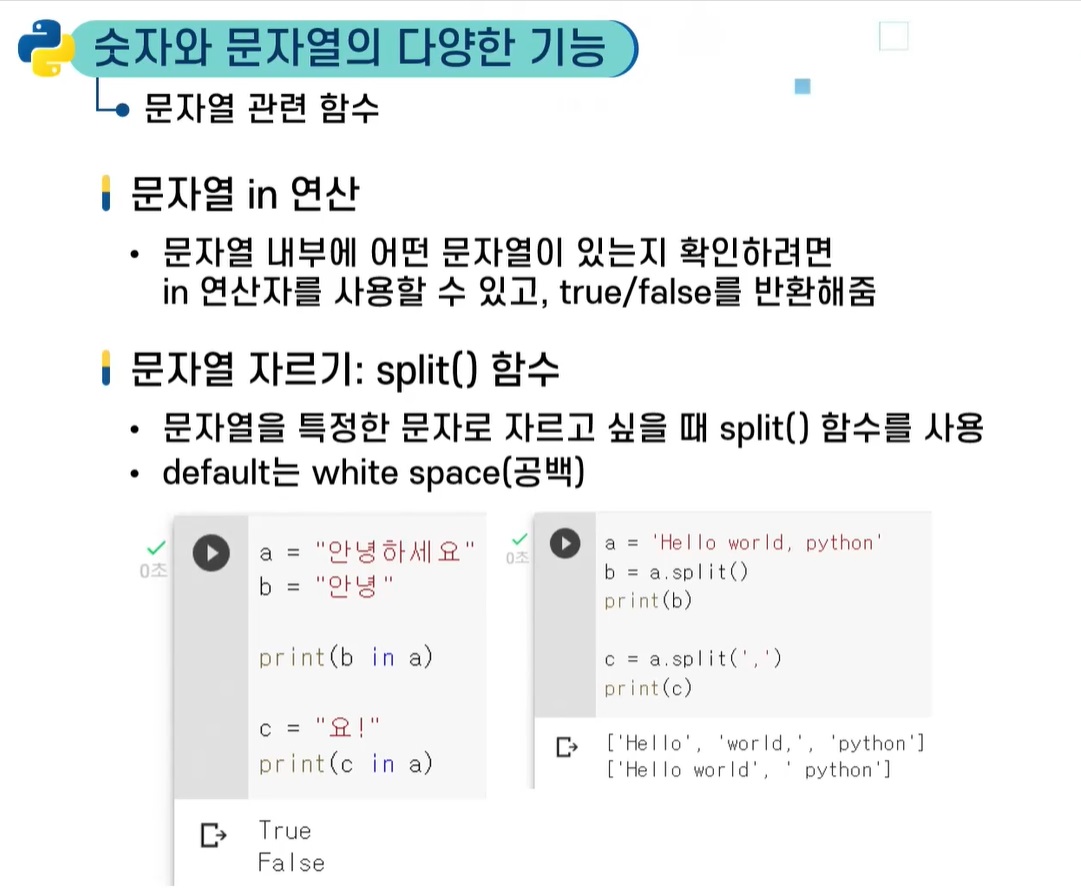 숫자와 문자열의 다양한 기능
문자열 관련 함수
문자열 in 연산
• 문자열 내부에 어떤 문자열이 있는지 확인하려면
in 연산자를 사용할 수 있고, true/false를 반환해줌
문자열 자르기: split() 함수
• 문자열을 특정한 문자로 자르고 싶을 때 split() 함수를 사용
• default는 white space(공백)
0초
a = "안녕하세요"
b = "안녕"
print(b in a)
c = "요!"
print(c in a)
True
False
0초
a = 'Hello world, python'
b = a.split()
print(b)
c = a.split(',')
print(c)
['Hello', 'world,', 'python']
['Hello world', ' python']